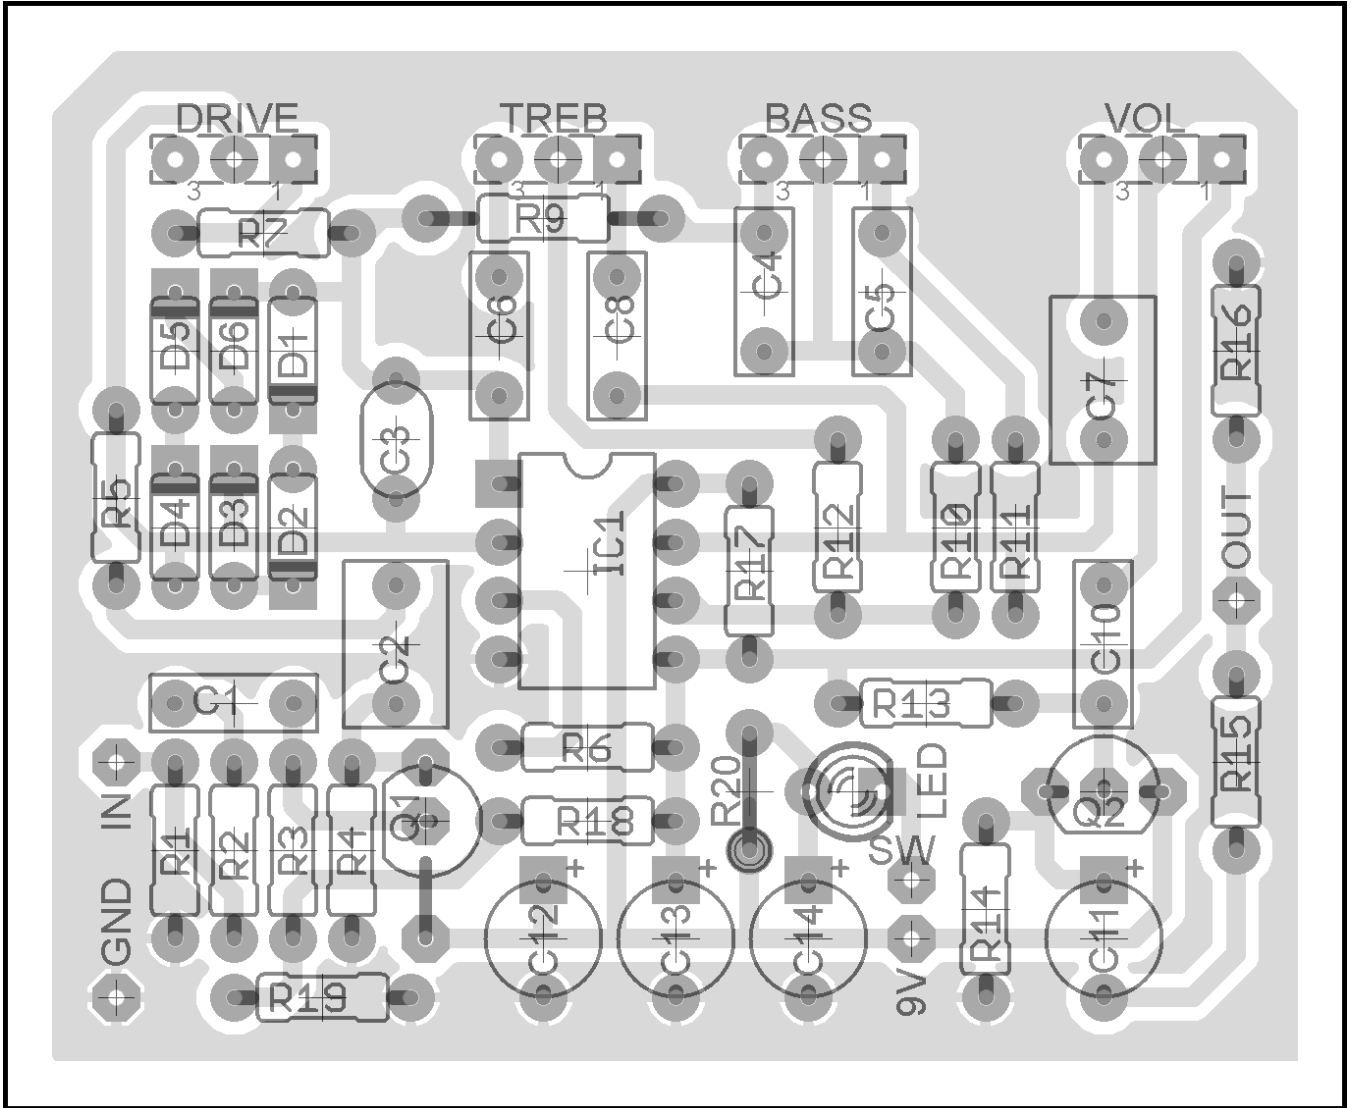 DRIVE TREB BASS VOL
3 1 3 1 3 1 3 1
R7 R9
C4 C5 R16
D5 D6 D1 C6 C8
C7
R5 C3
D4 D3 D2 IC1 R17 R12 R10 R11 OUT
C2 C10
C1 R13
R6 R15
IN R20 LED
Q1 R18 Q2
R1 R2 R3 R4 SW
+ + + +
GND C12 C13 C14 R14 C11
R19 9V